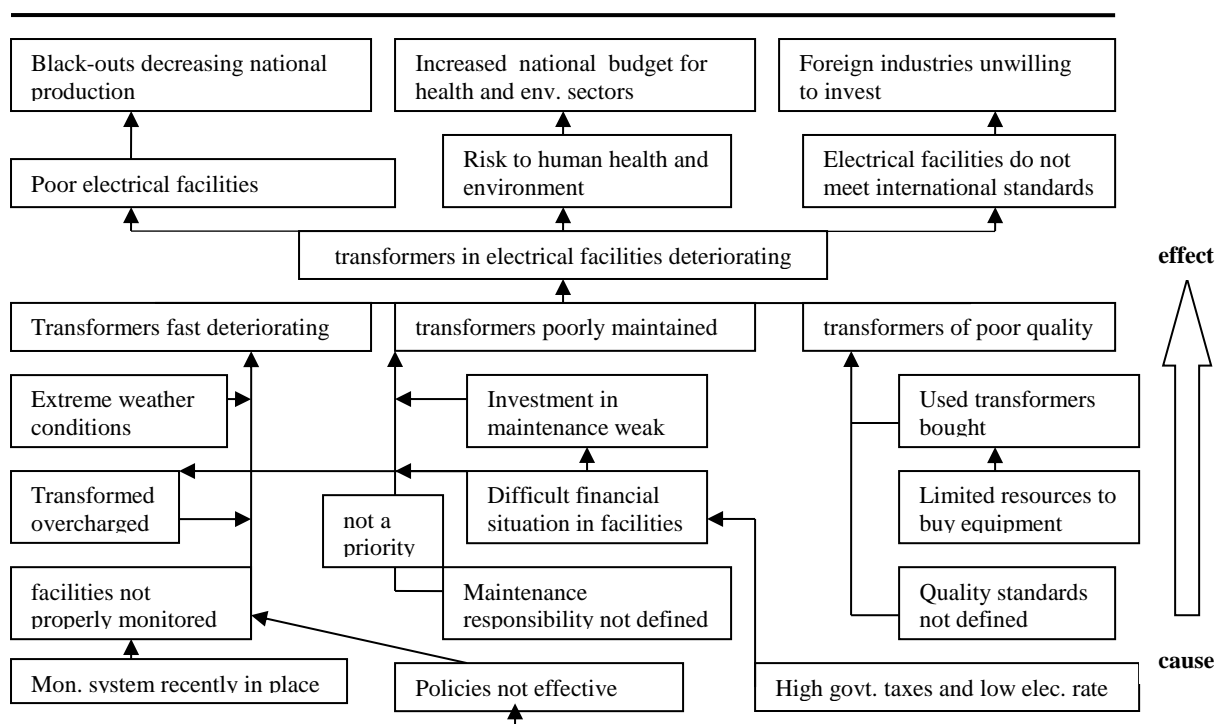 Black-outs decreasing national
production
Increased national budget for
health and env. sectors
Foreign industries unwilling
to invest
Poor electrical facilities
Risk to human health and
environment
Electrical facilities do not
meet international standards
transformers in electrical facilities deteriorating
effect
Transformers fast deteriorating
transformers poorly maintained
transformers of poor quality
Extreme weather
conditions
Investment in
maintenance weak
Used transformers
bought
Transformed
overcharged
not a
priority
Difficult financial
situation in facilities
Limited resources to
buy equipment
facilities not
properly monitored
Maintenance
responsibility not defined
Quality standards
not defined
cause
Mon. system recently in place
Policies not effective
High govt. taxes and low elec. rate